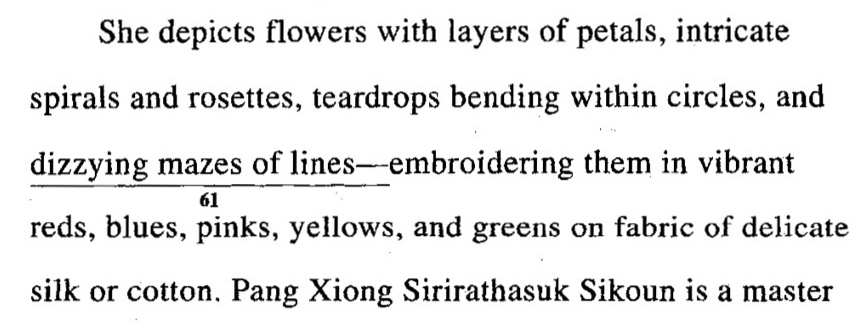 She depicts flowers with layers of petals, intricate
spirals and rosettes, teardrops bending within circles, and
dizzying mazes of lines—embroidering them in vibrant
61
reds, blues, pinks, yellows, and greens on fabric of delicate
silk or cotton. Pang Xiong Sirirathasuk Sikoun is a master